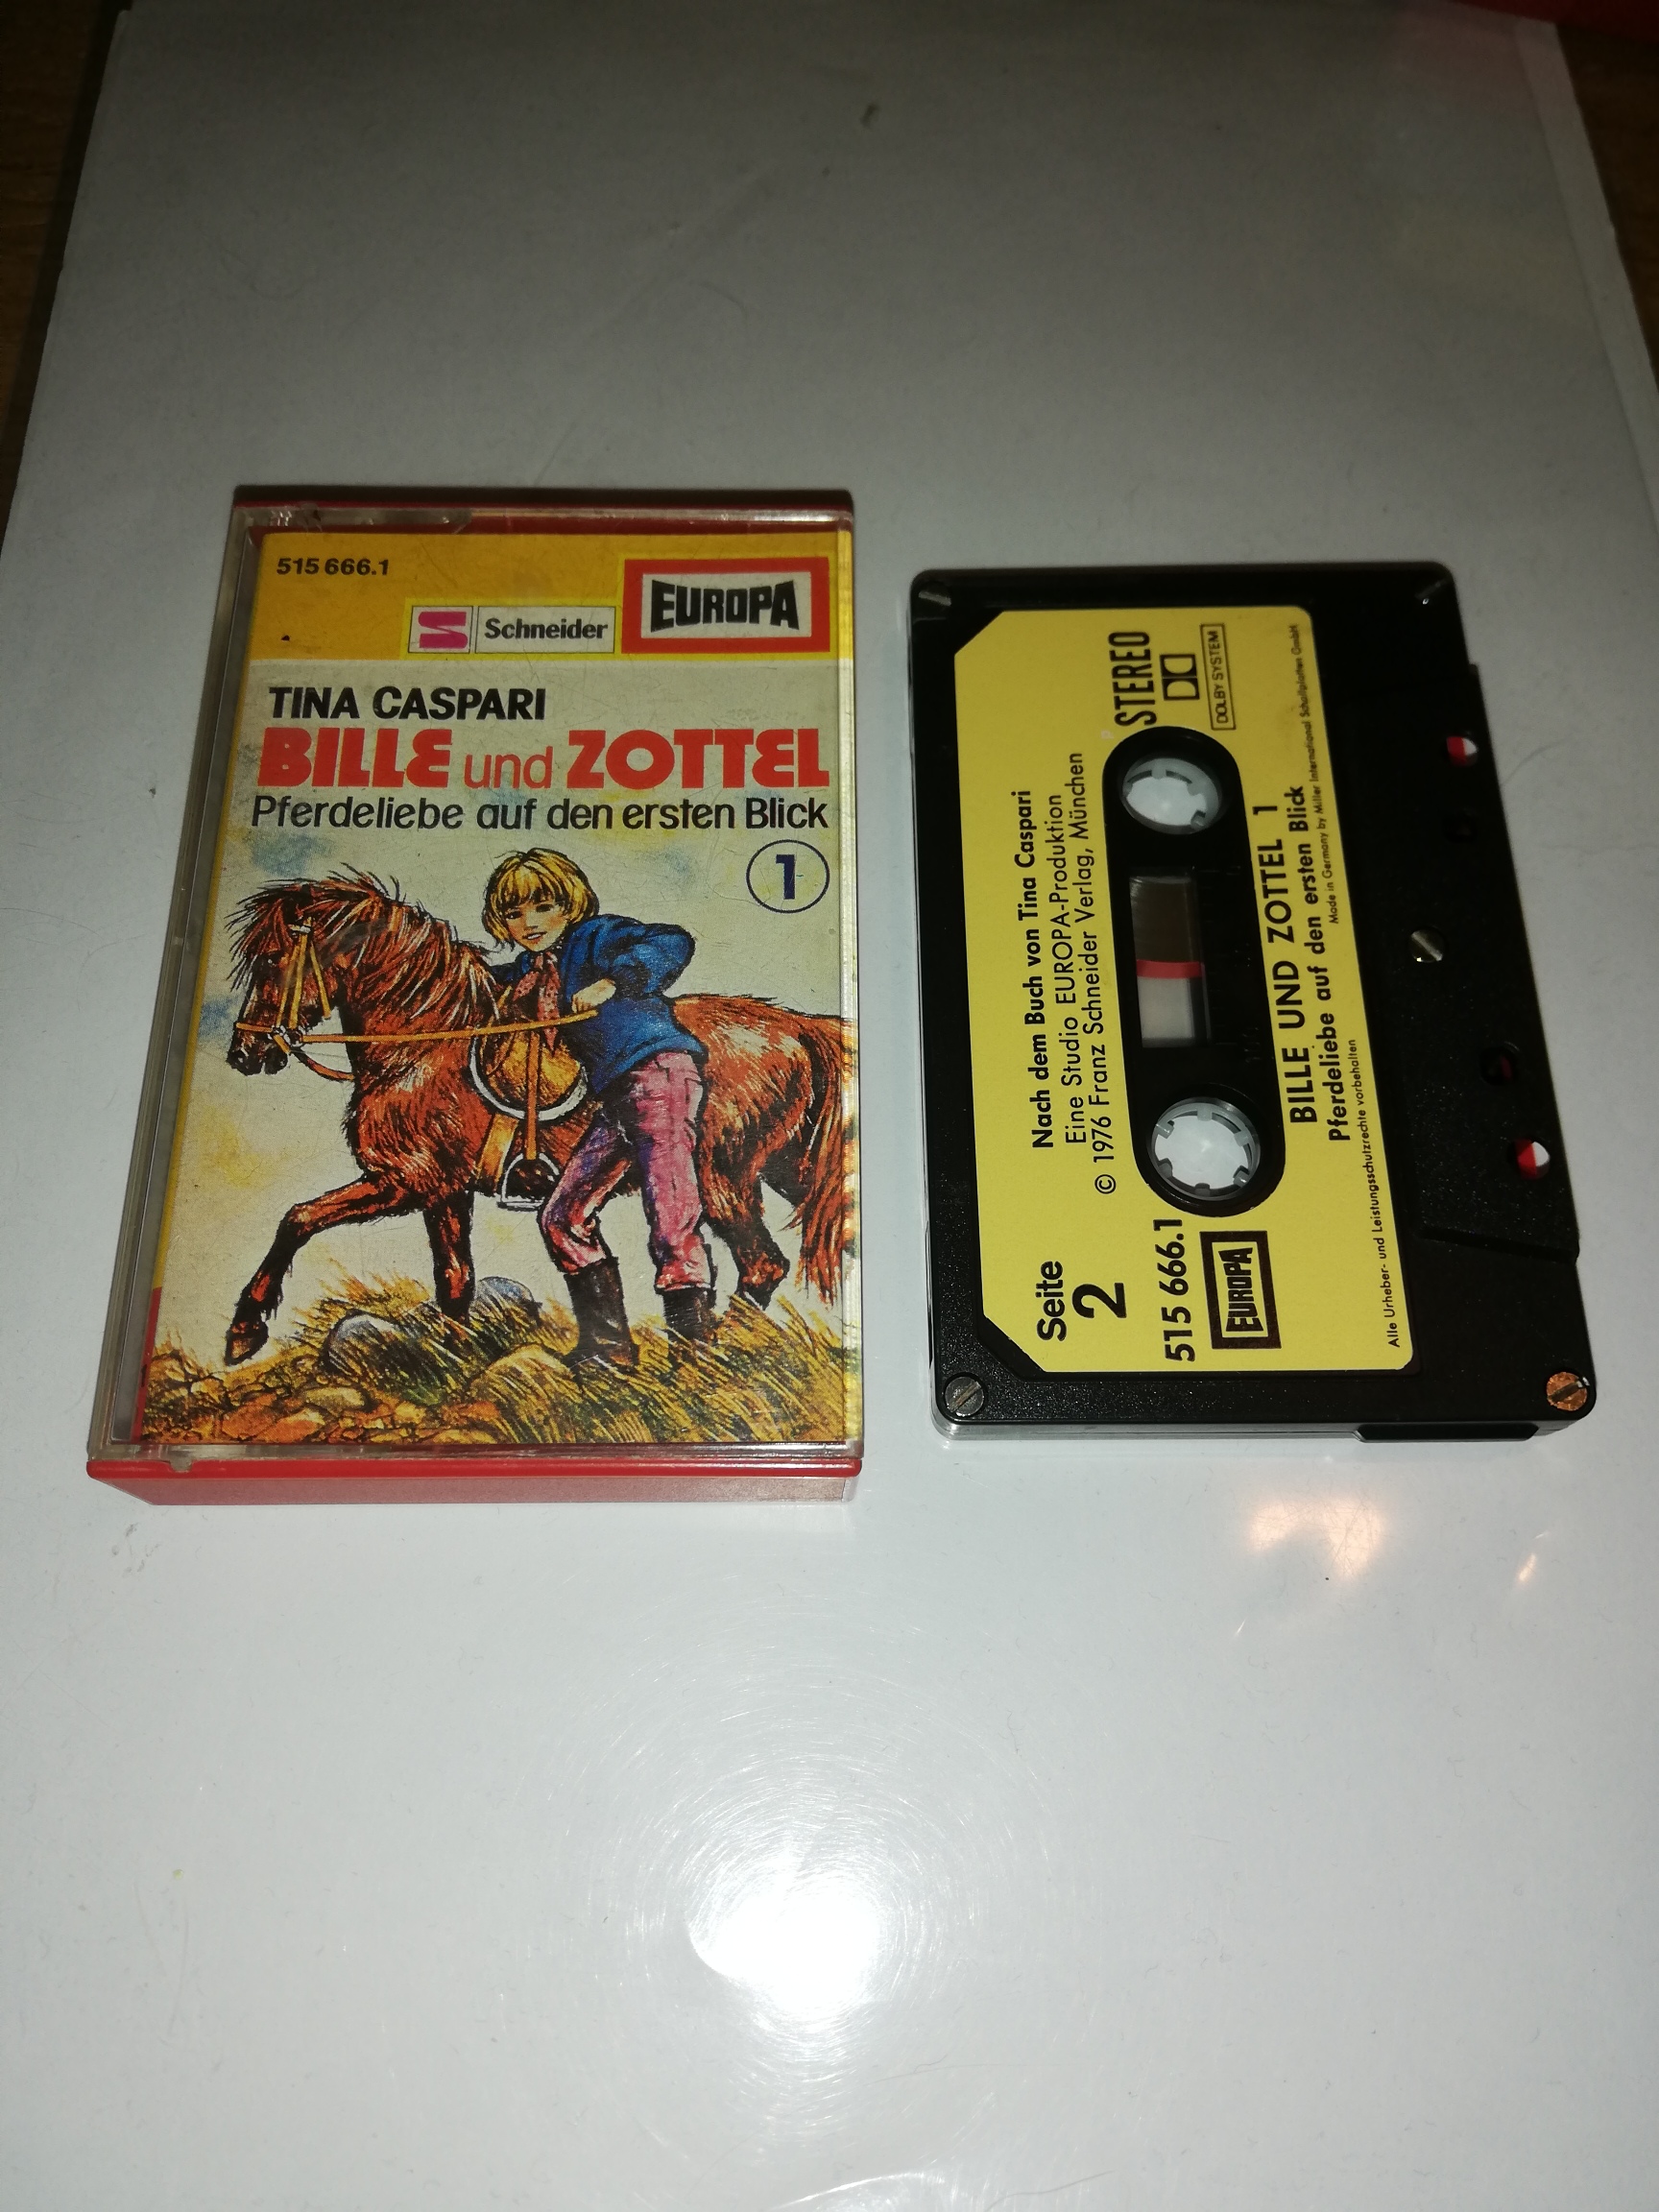 515 666.1
Schneider
EUROPA
TINA CASPARI
BILLE und ZOTTEL
Pferdeliebe auf den ersten Blick
1
Nach dem Buch von Tina Caspari
Eine Studio EUROPA-Produktion
© 1976 Franz Schneider Verlag, München
Seite
2
515 666.1
EUROPA
STEREO
DOLBY SYSTEM
BILLE UND ZOTTEL 1
Pferdeliebe auf den ersten Blick
Alle Urheber- und Leistungsschutzrechte vorbehalten
Made in Germany by Miller International Schallplatten GmbH